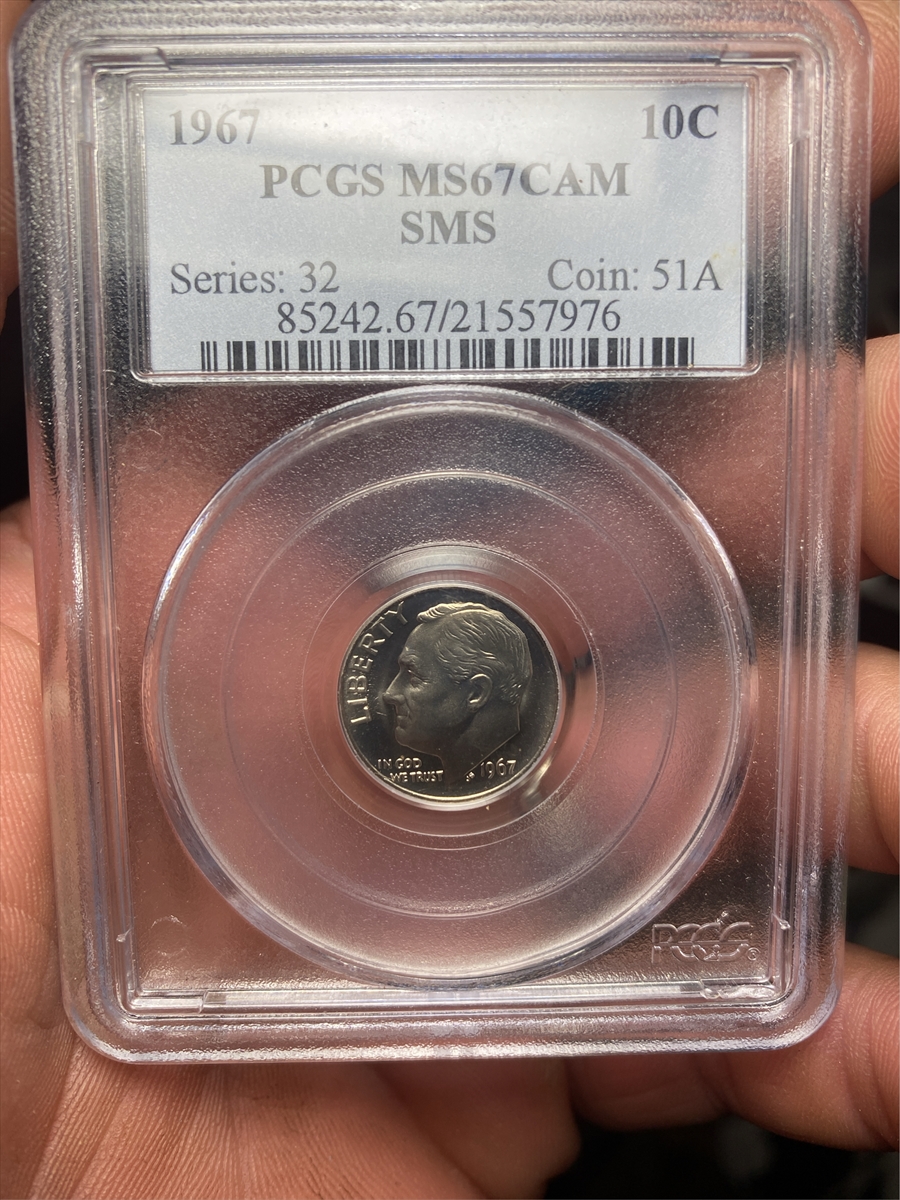 1967 10C
PCGS MS67CAM
SMS
Series: 32 Coin: 51A
85242.67/21557976
LIBERTY
IN GOD
WE TRUST
1967
PCGS